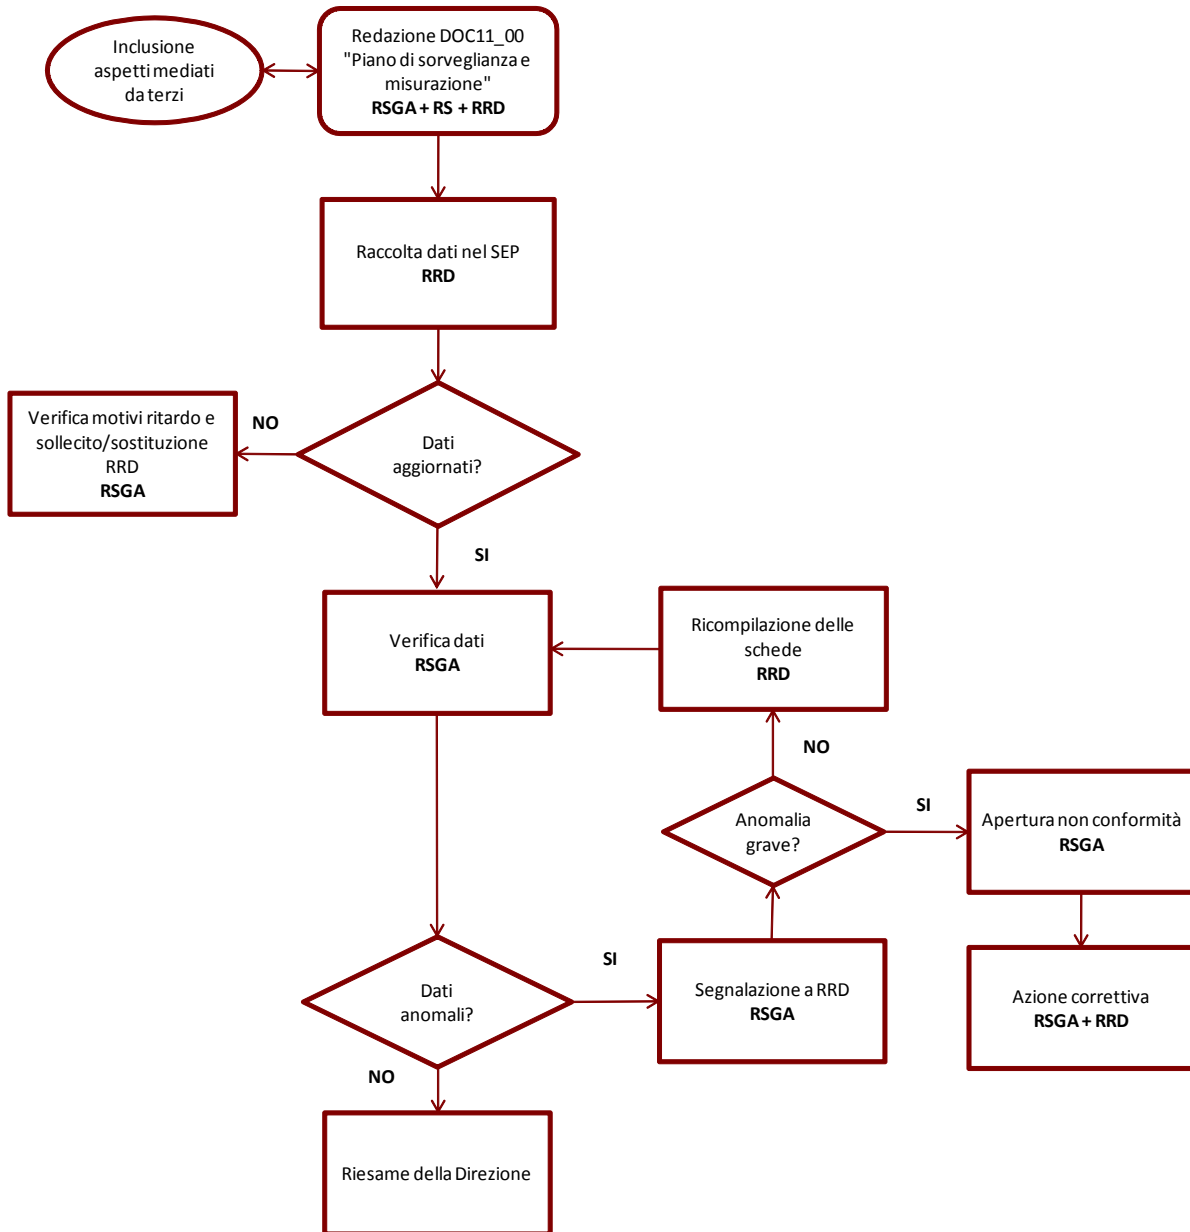 Inclusione
aspetti mediati
da terzi
Redazione DOC11_00
"Piano di sorveglianza e
misurazione"
RSGA + RS + RRD
Raccolta dati nel SEP
RRD
Verifica motivi ritardo e
sollecito/sostituzione
RRD
RSGA
NO
Dati
aggiornati?
SI
Verifica dati
RSGA
Ricompilazione delle
schede
RRD
NO
Anomalia
grave?
SI
Apertura non conformità
RSGA
Dati
anomali?
SI
Segnalazione a RRD
RSGA
Azione correttiva
RSGA + RRD
NO
Riesame della Direzione